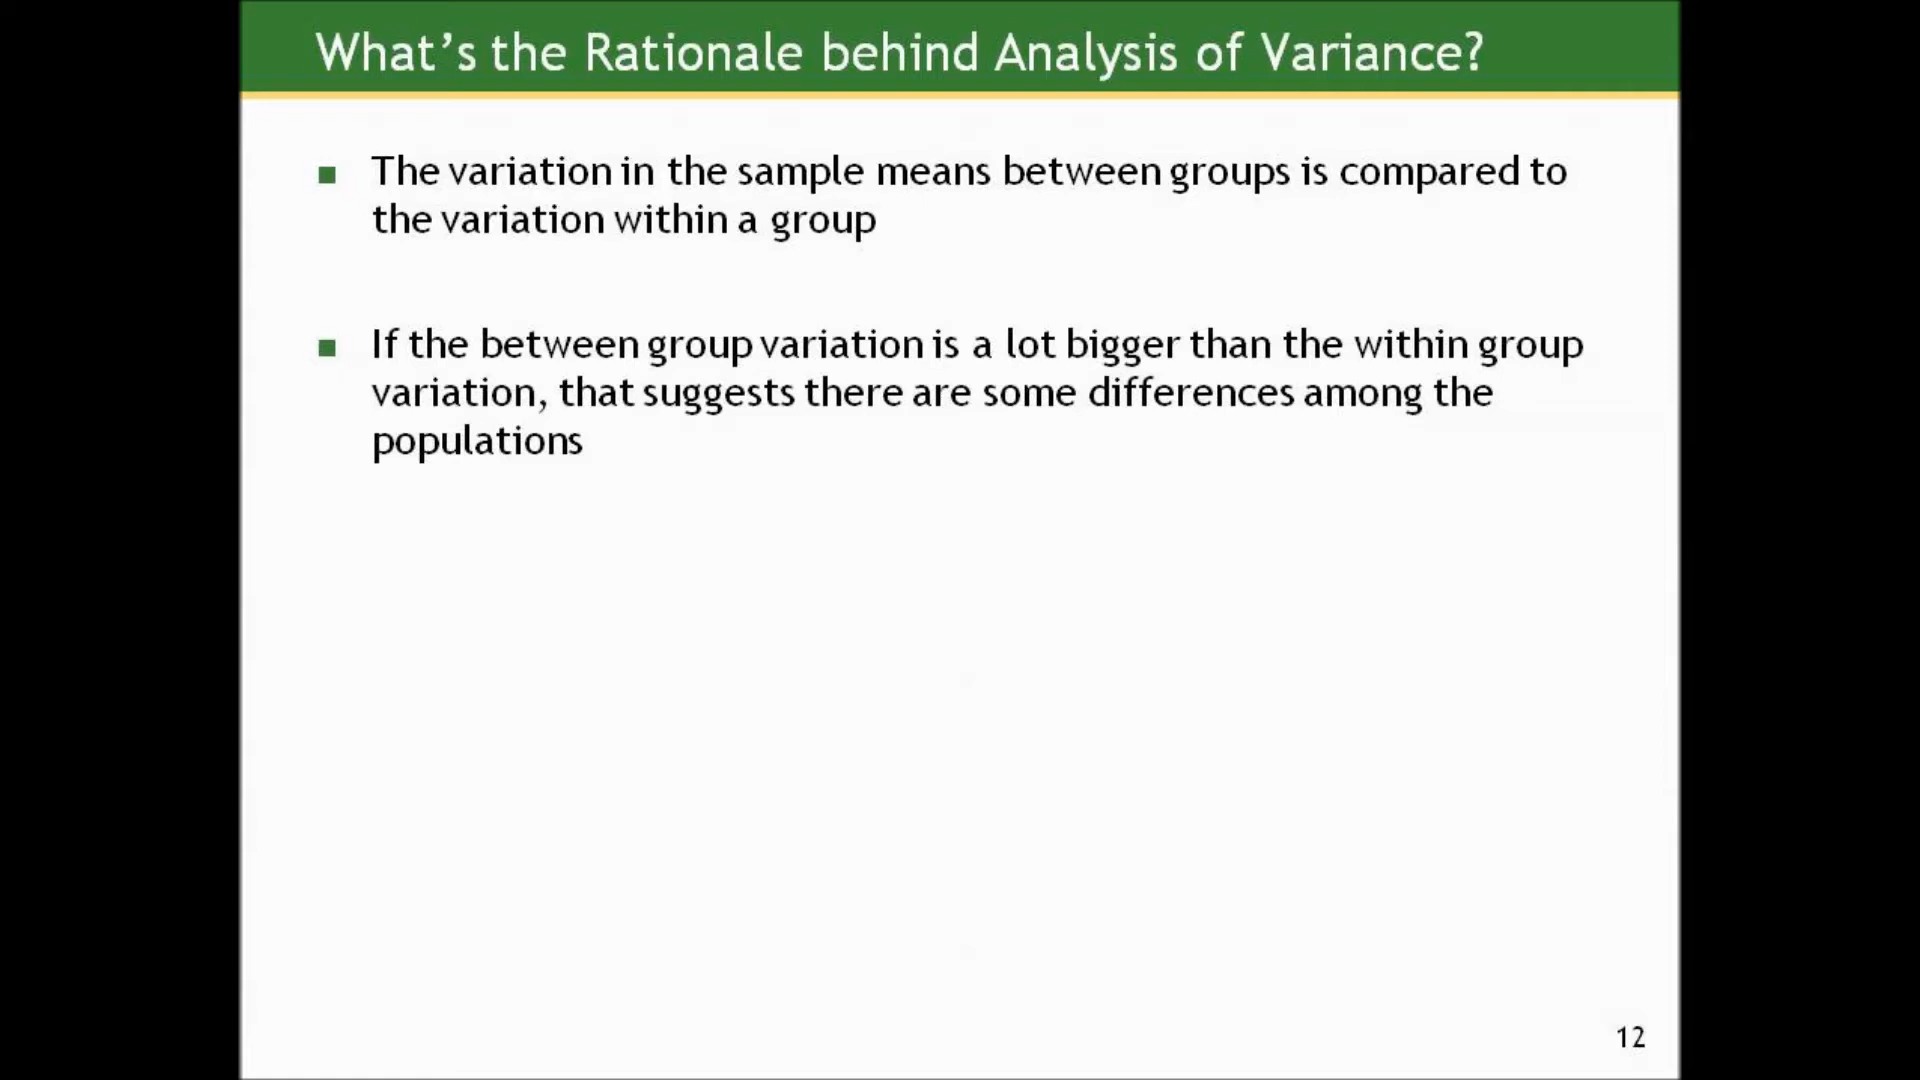 What's the Rationale behind Analysis of Variance?
The variation in the sample means between groups is compared to
the variation within a group
If the between group variation is a lot bigger than the within group
variation, that suggests there are some differences among the
populations
12